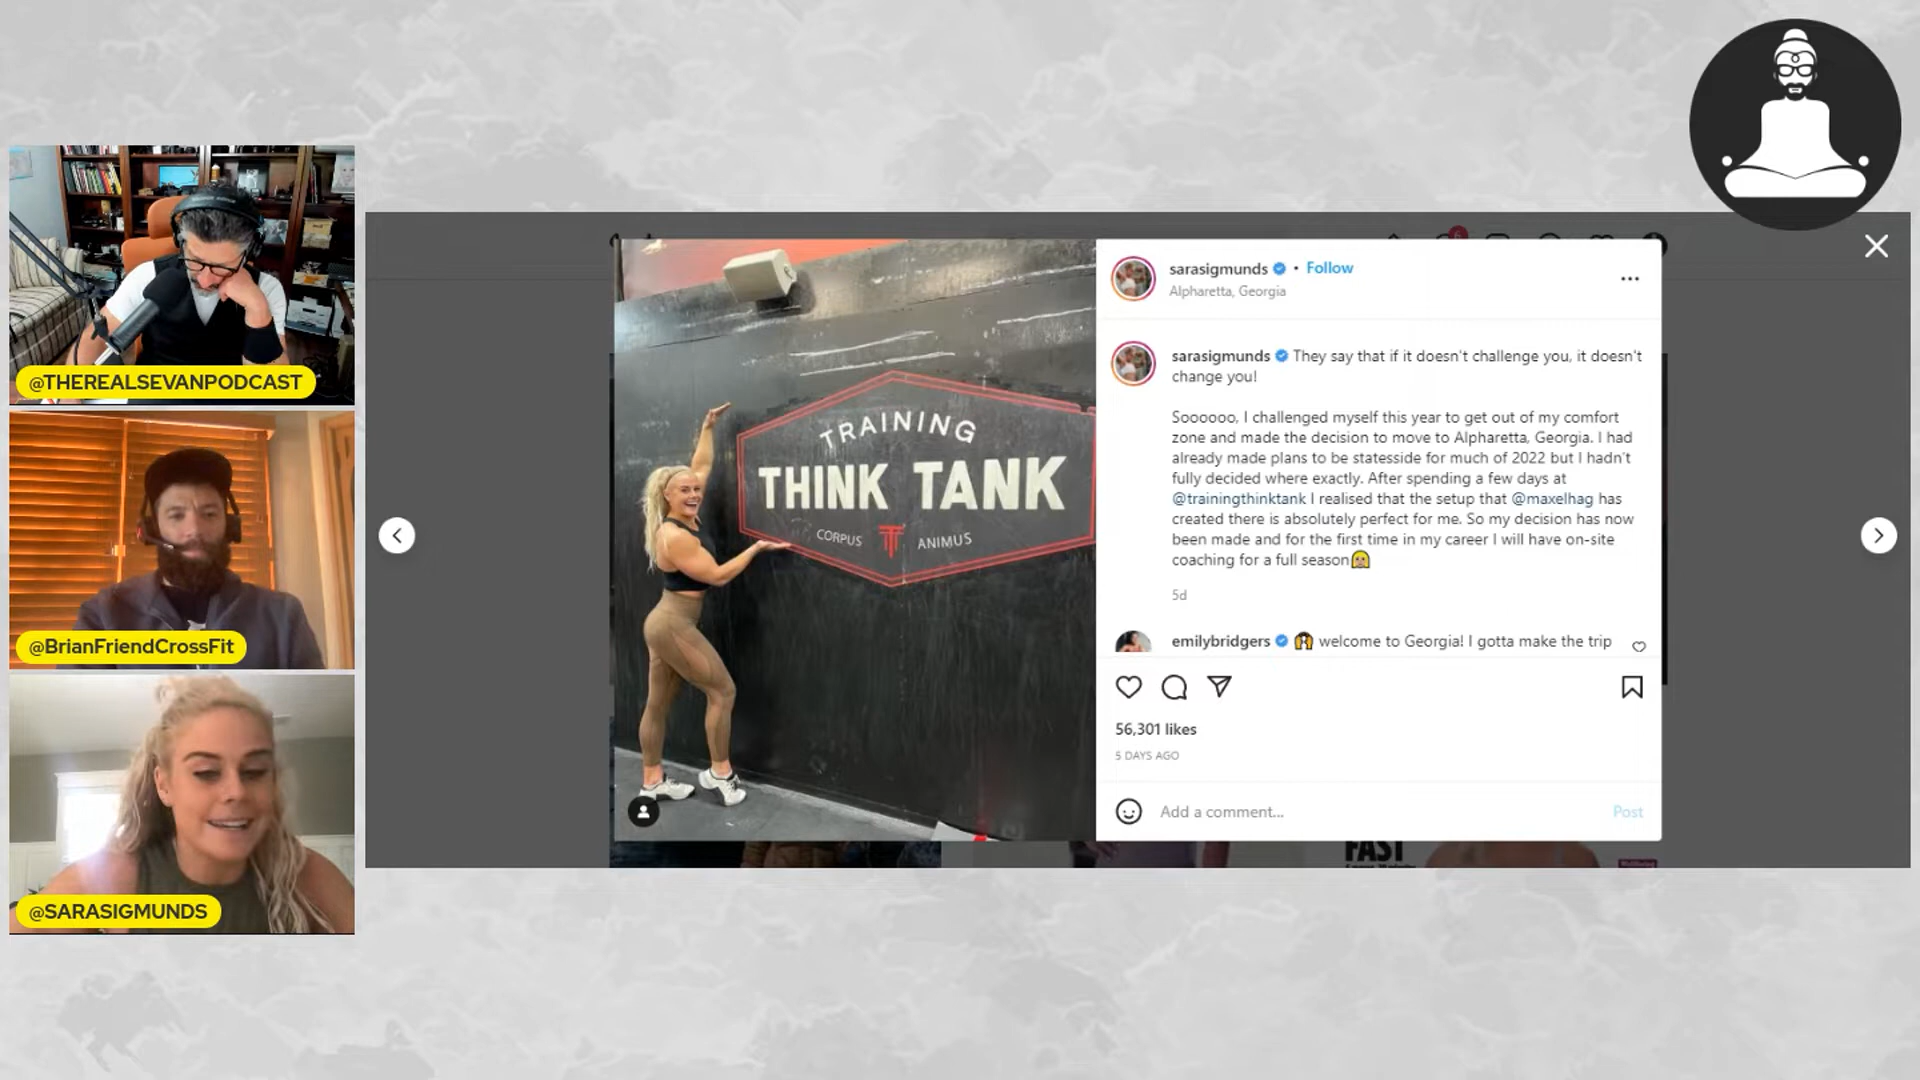 @THEREALSEVANPODCAST
@BrianFriendCrossFit
@SARASIGMUNDS
TRAINING
THINK TANK
CORPUS TT ANIMUS
sarasigmunds • Follow
Alpharetta, Georgia
sarasigmunds They say that if it doesn't challenge you, it doesn't
change you!
Soooooo, I challenged myself this year to get out of my comfort
zone and made the decision to move to Alpharetta, Georgia. I had
already made plans to be statesside for much of 2022 but I hadn't
fully decided where exactly. After spending a few days at
@trainingthinktank I realised that the setup that @maxelhag has
created there is absolutely perfect for me. So my decision has now
been made and for the first time in my career I will have on-site
coaching for a full season
5d
emilybridgers welcome to Georgia! I gotta make the trip
56,301 likes
5 DAYS AGO
Add a comment...
Post
FAST